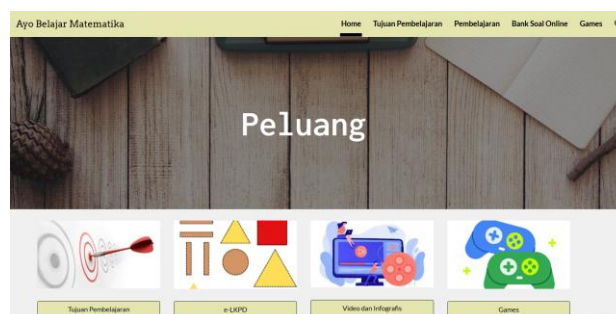 Ayo Belajar Matematika
Home Tujuan Pembelajaran Pembelajaran Bank Soal Online Games
Peluang
Tujuan Pembelajaran e-LKPD Video dan Infografis Games